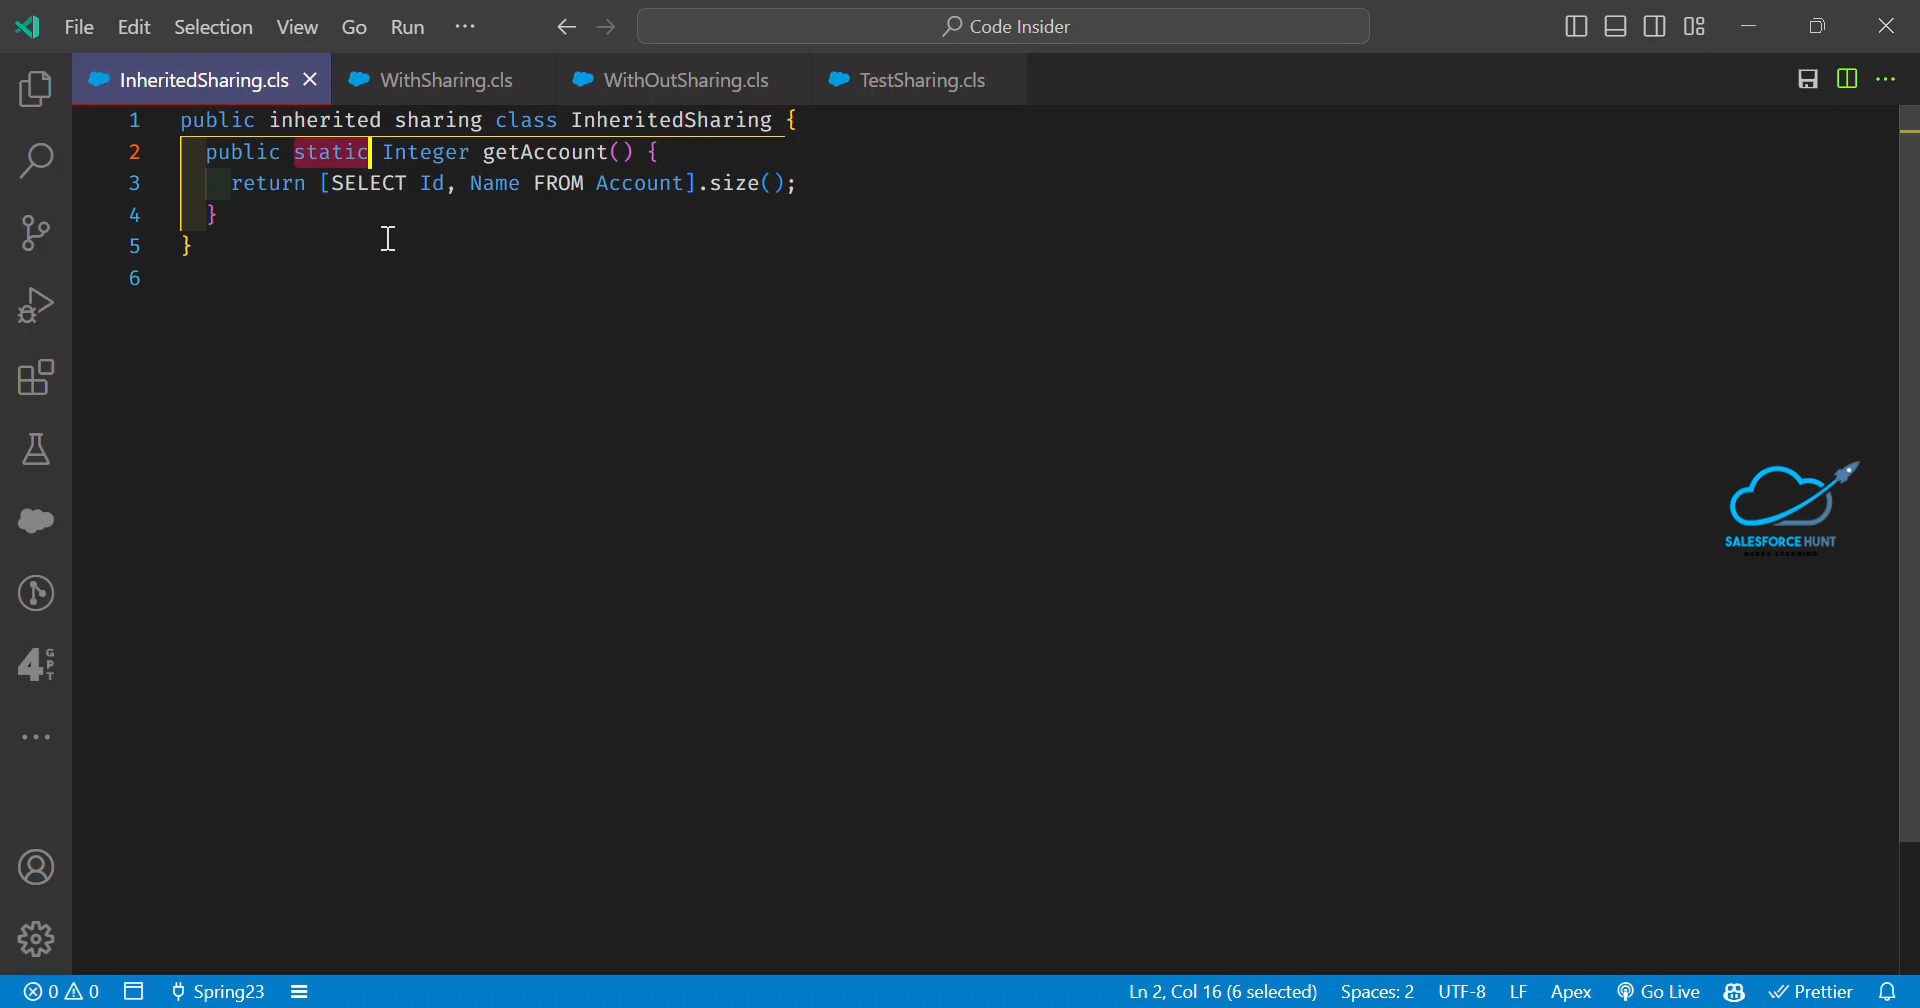 File Edit Selection View Go Run ··· Code Insider
InheritedSharing.cls WithSharing.cls WithOutSharing.cls TestSharing.cls
1 public inherited sharing class InheritedSharing {
2 public static Integer getAccount() {
3 return [SELECT Id, Name FROM Account].size();
4 }
5 }
6
SALESFORCE HUNT
4 GPT
0 0 Spring23 Ln 2, Col 16 (6 selected) Spaces: 2 UTF-8 LF Apex Go Live Prettier